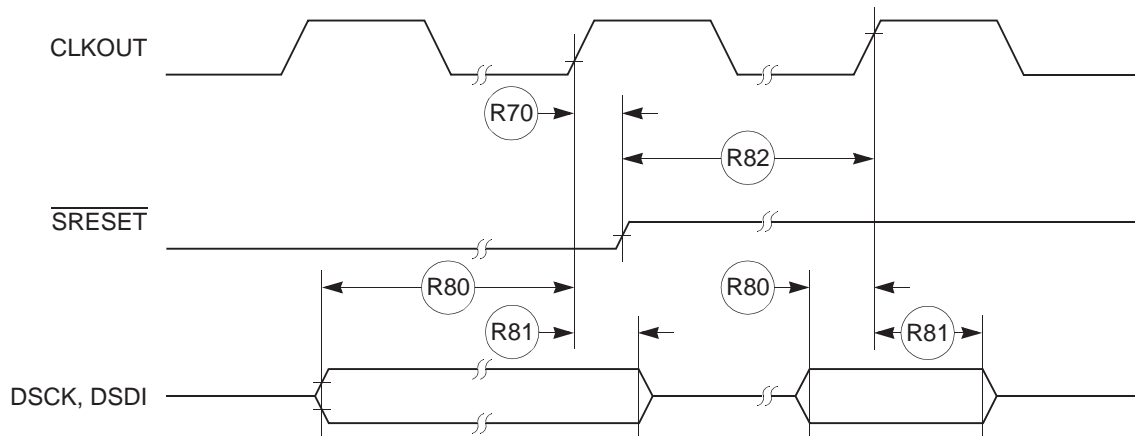 CLKOUT
R70
R82
SRESET
R80
R80
R81
R81
DSCK, DSDI